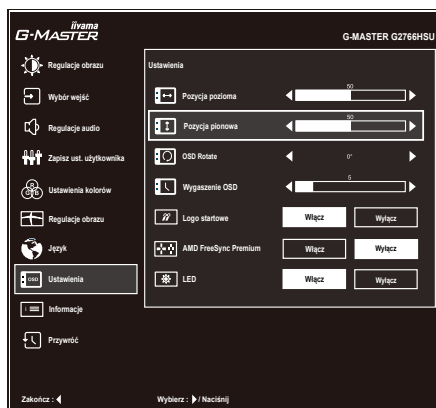 iiyama
G-MASTER
G-MASTER G2766HSU
Regulacje obrazu
Wybór wejść
Regulacje audio
Zapisz ust. użytkownika
Ustawienia kolorów
R
G B
Regulacje obrazu
Język
OSD Ustawienia
i Informacje
Przywróć
Ustawienia
50
Pozycja pozioma
50
Pozycja pionowa
OSD Rotate 0°
5
Wygaszenie OSD
Logo startowe Włącz Wyłącz
AMD FreeSync Premium Włącz Wyłącz
LED Włącz Wyłącz
Zakończ :
Wybierz : / Naciśnij